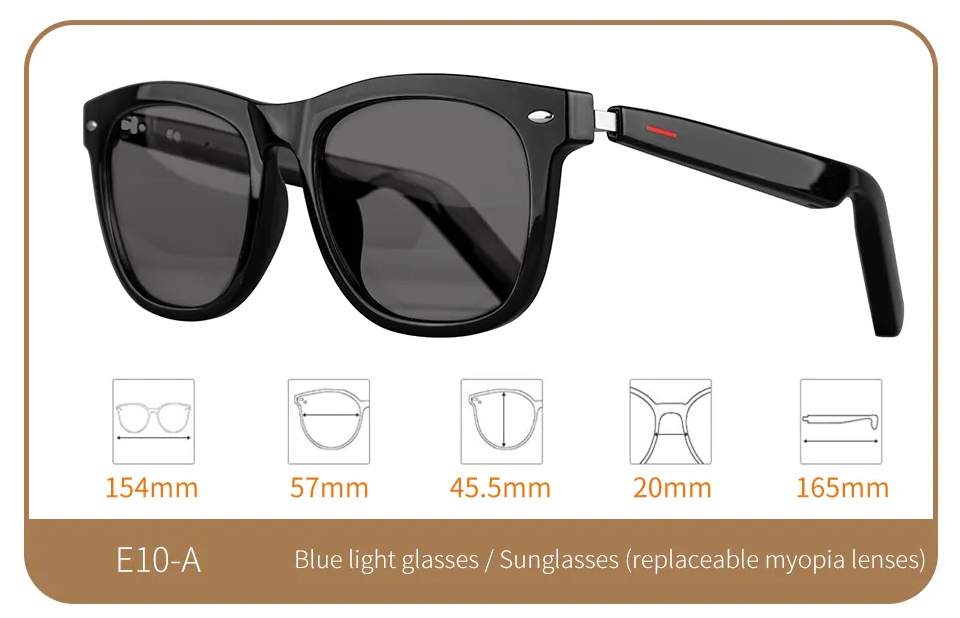 154mm 57mm 45.5mm 20mm 165mm
E10-A Blue light glasses / Sunglasses (replaceable myopia lenses)